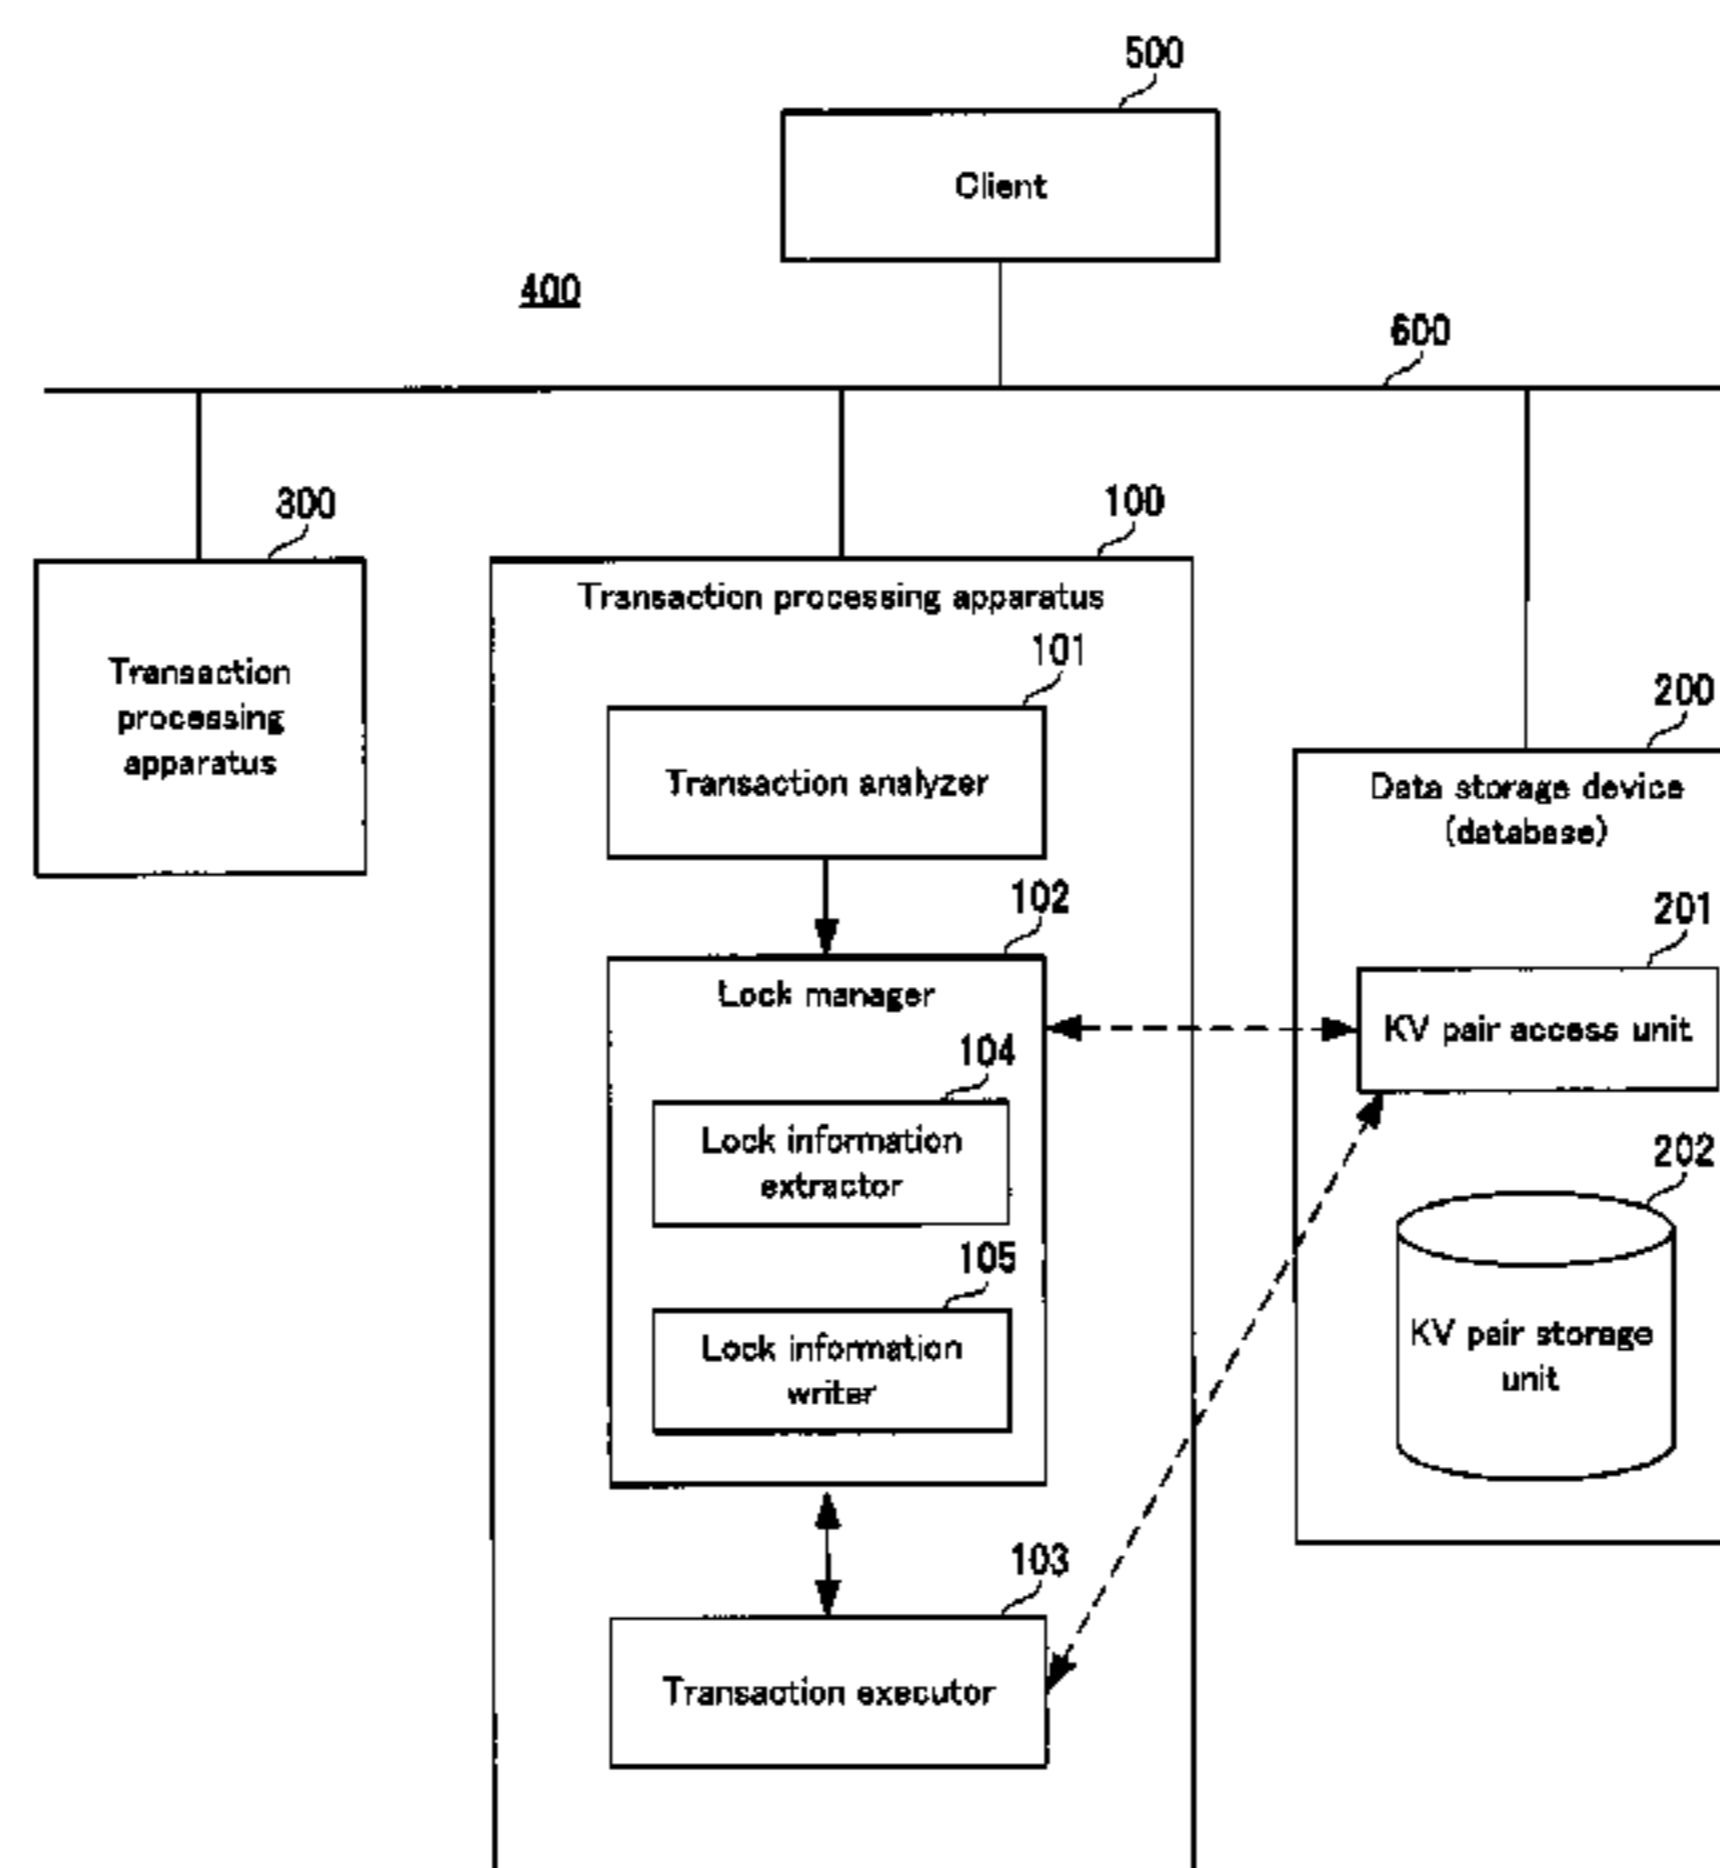 500
Client
400
600
300
Transaction
processing
apparatus
100
Transaction processing apparatus
101
Transaction analyzer
102
Lock manager
104
Lock information
extractor
105
Lock information
writer
103
Transaction executor
200
Data storage device
(database)
201
KV pair access unit
202
KV pair storage
unit